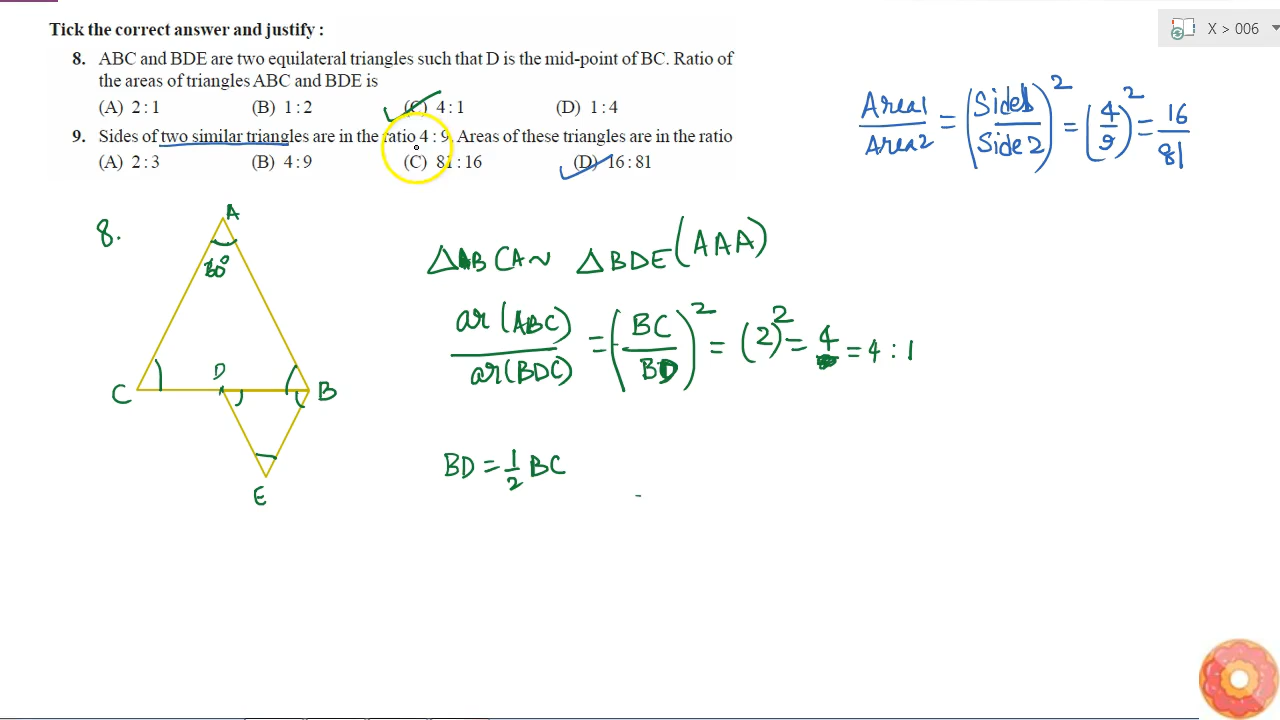 Tick the correct answer and justify :
8. ABC and BDE are two equilateral triangles such that D is the mid-point of BC. Ratio of
the areas of triangles ABC and BDE is
(A) 2 : 1 (B) 1 : 2 (C) 4 : 1 (D) 1 : 4
9. Sides of two similar triangles are in the ratio 4 : 9. Areas of these triangles are in the ratio
(A) 2 : 3 (B) 4 : 9 (C) 81 : 16 (D) 16 : 81
X > 006
Area1/Area2 = (Side1/Side2)² = (4/9)² = 16/81
8.
A
60°
C
D
B
E
△ABC ~ △BDE (AAA)
ar(ABC)/ar(BDC) = (BC/BD)² = (2)² = 4 = 4 : 1
BD = 1/2 BC